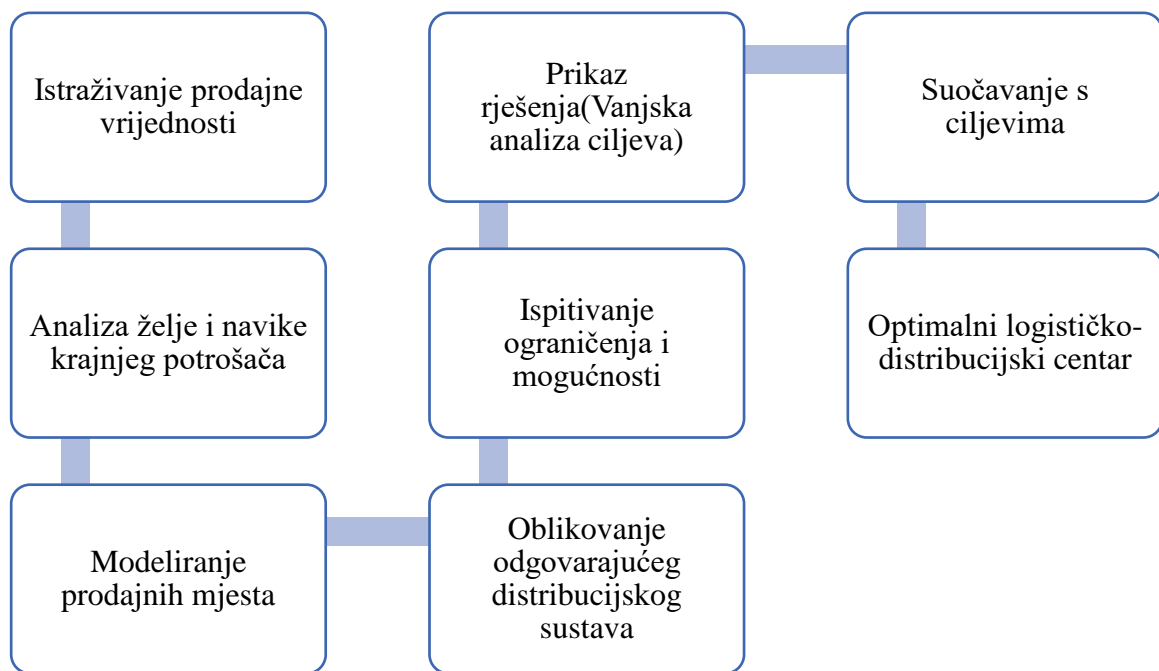 Istraživanje prodajne
vrijednosti
Analiza želje i navike
krajnjeg potrošača
Modeliranje
prodajnih mjesta
Oblikovanje
odgovarajućeg
distribucijskog
sustava
Ispitivanje
ograničenja i
mogućnosti
Prikaz
rješenja(Vanjska
analiza ciljeva)
Suočavanje s
ciljevima
Optimalni logističko-
distribucijski centar